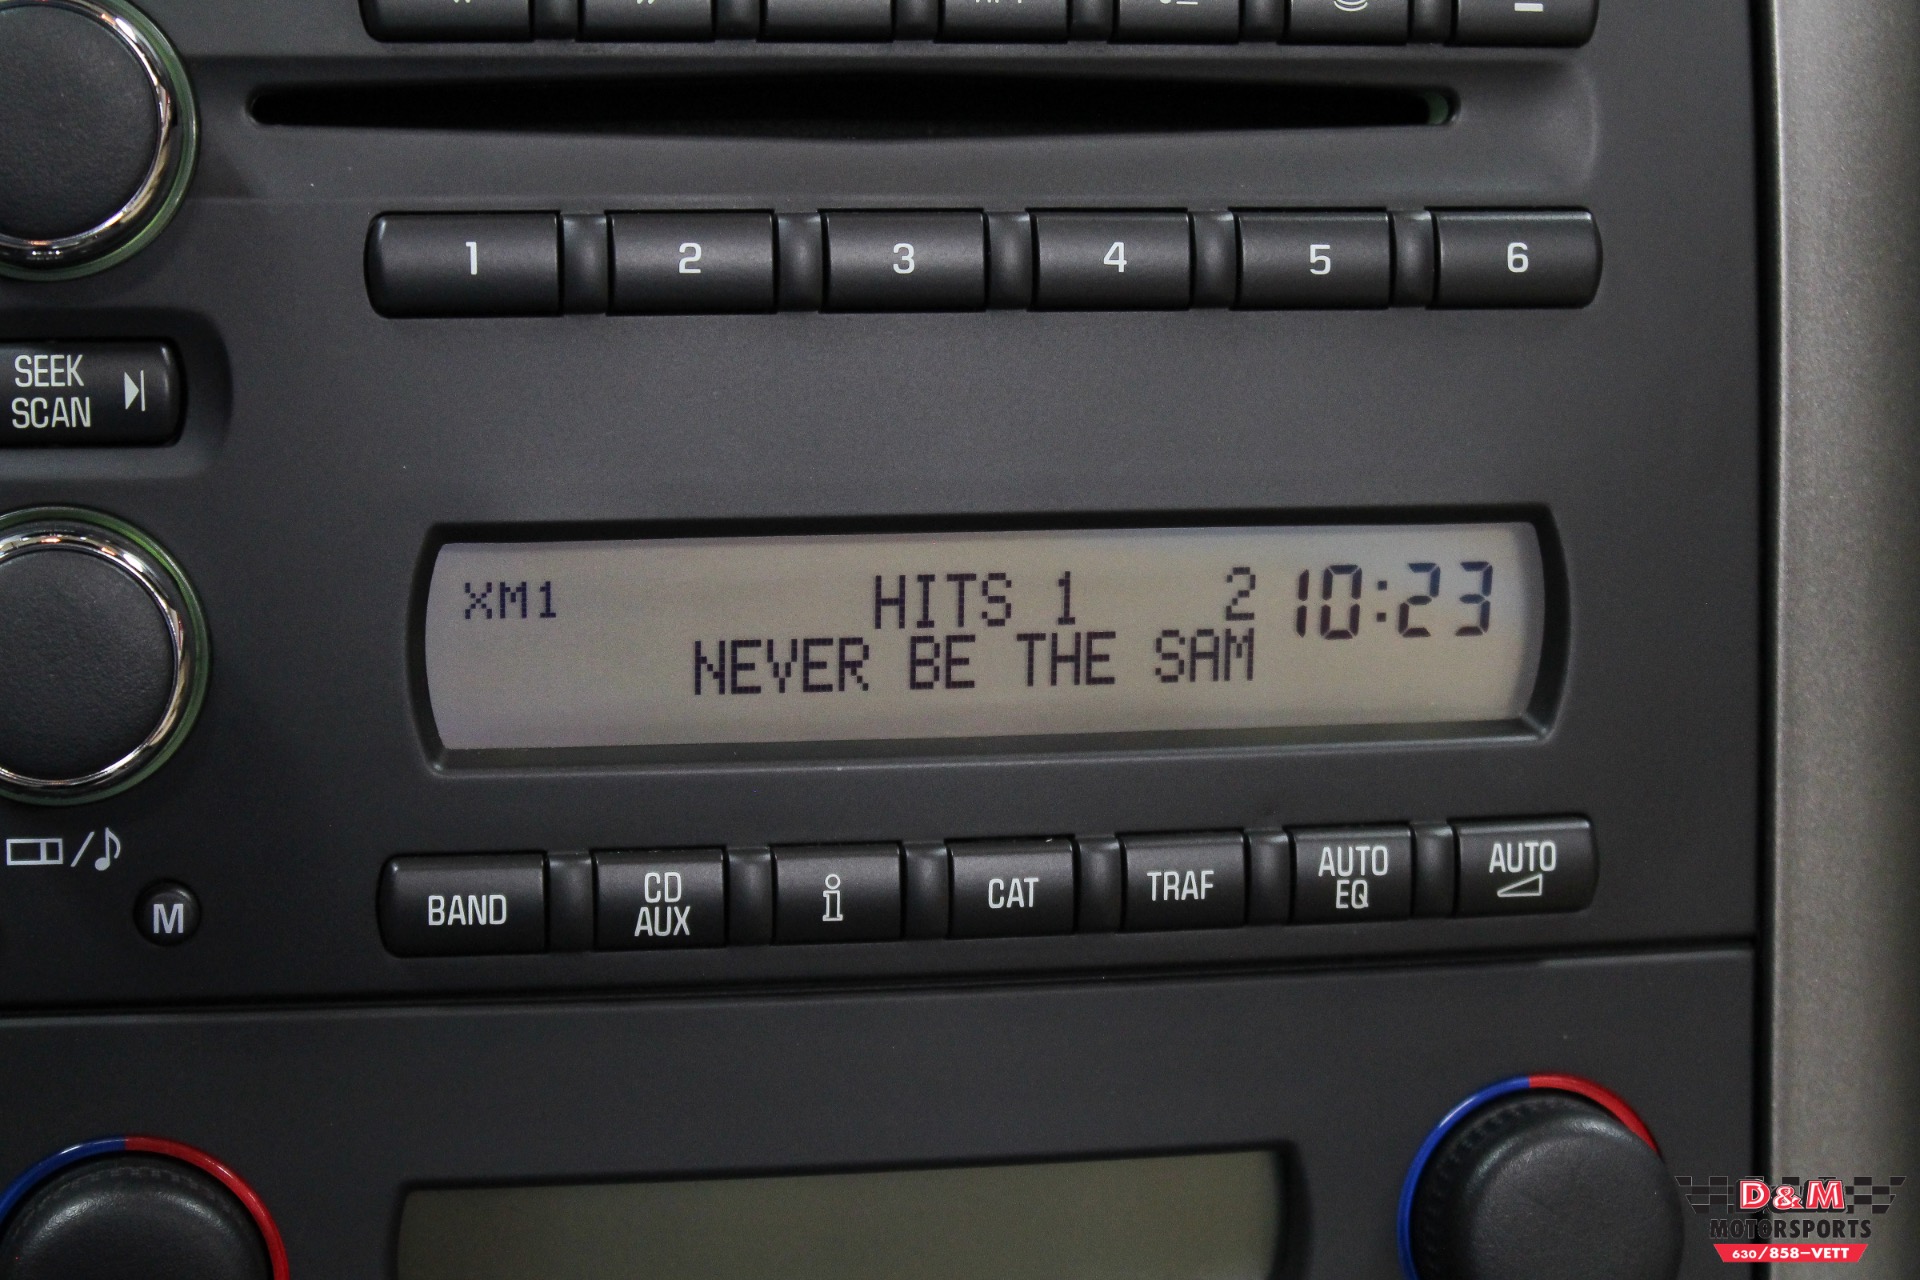 1 2 3 4 5 6
SEEK
SCAN
XM1 HITS 1 2 10:23
NEVER BE THE SAM
M
BAND
CD
AUX
i
CAT
TRAF
AUTO
EQ
AUTO
D&M
MOTORSPORTS
630/858-VETT